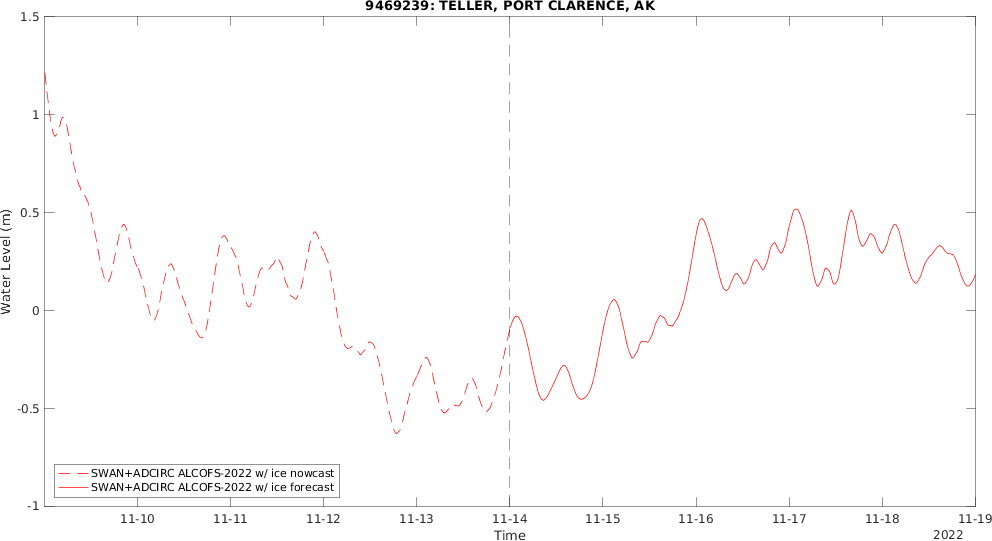 9469239: TELLER, PORT CLARENCE, AK
1.5
1
0.5
0
-0.5
-1
Water Level (m)
SWAN+ADCIRC ALCOFS-2022 w/ ice nowcast
SWAN+ADCIRC ALCOFS-2022 w/ ice forecast
11-10 11-11 11-12 11-13 11-14 11-15 11-16 11-17 11-18 11-19
Time
2022